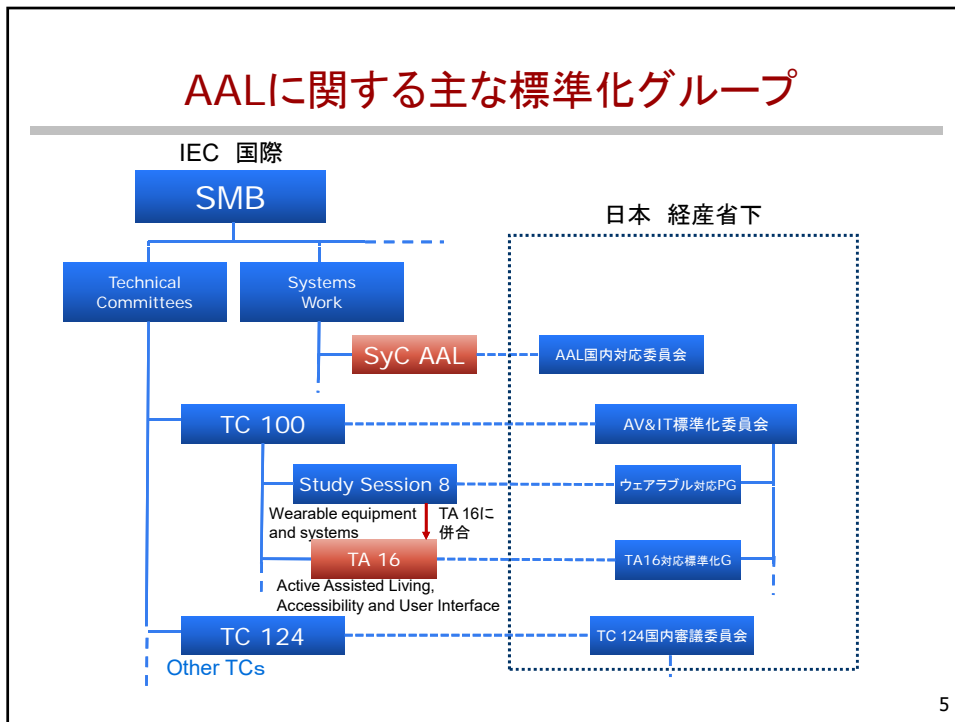 AALに関する主な標準化グループ
IEC 国際
SMB
日本 経産省下
Technical
Committees
Systems
Work
SyC AAL
AAL国内対応委員会
TC 100
AV&IT標準化委員会
Study Session 8
ウェアラブル対応PG
Wearable equipment
and systems
TA 16に
併合
TA 16
TA16対応標準化G
Active Assisted Living,
Accessibility and User Interface
TC 124
TC 124国内審議委員会
Other TCs
5